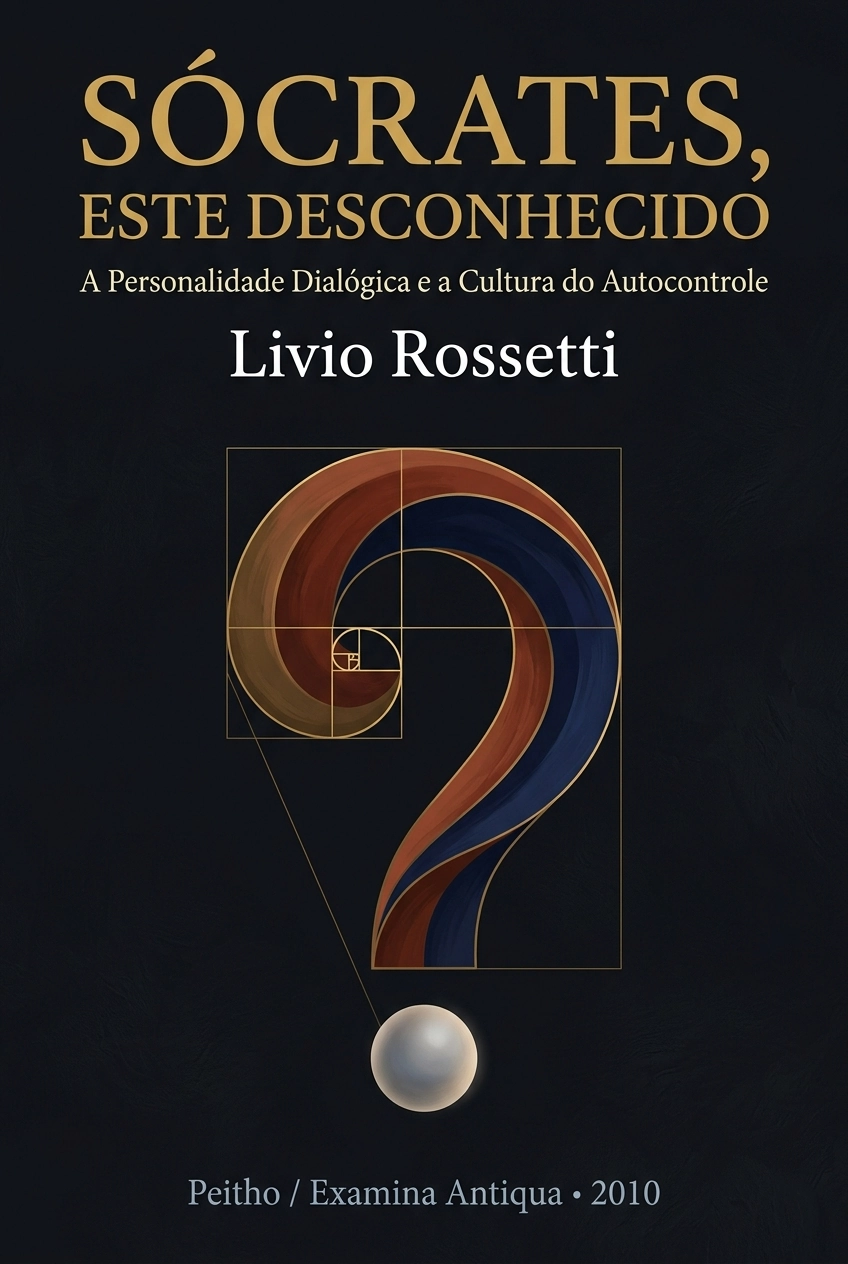 SÓCRATES,
ESTE DESCONHECIDO
A Personalidade Dialógica e a Cultura do Autocontrole
Livio Rossetti
Peitho / Examina Antiqua • 2010